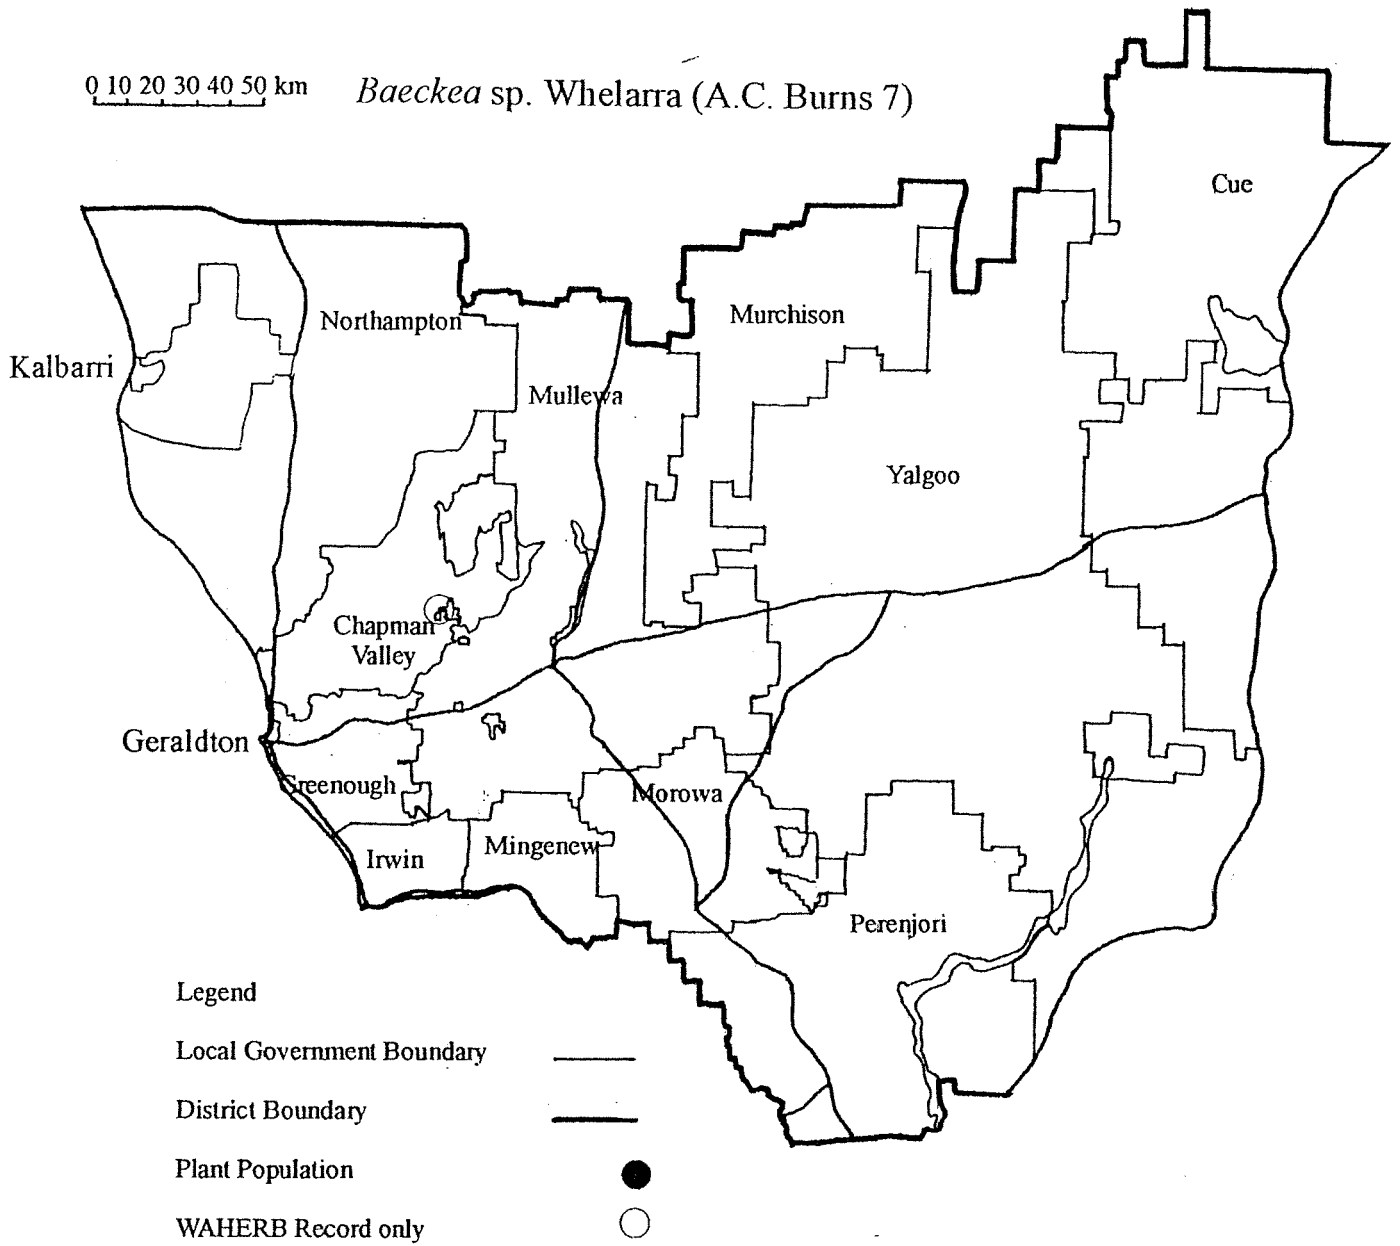 0 10 20 30 40 50 km
Baeckea sp. Whelarra (A.C. Burns 7)
Cue
Northampton
Murchison
Kalbarri
Mullewa
Yalgoo
Chapman
Valley
Geraldton
Greenough
Morowa
Irwin
Mingenew
Perenjori
Legend
Local Government Boundary
District Boundary
Plant Population
WAHERB Record only